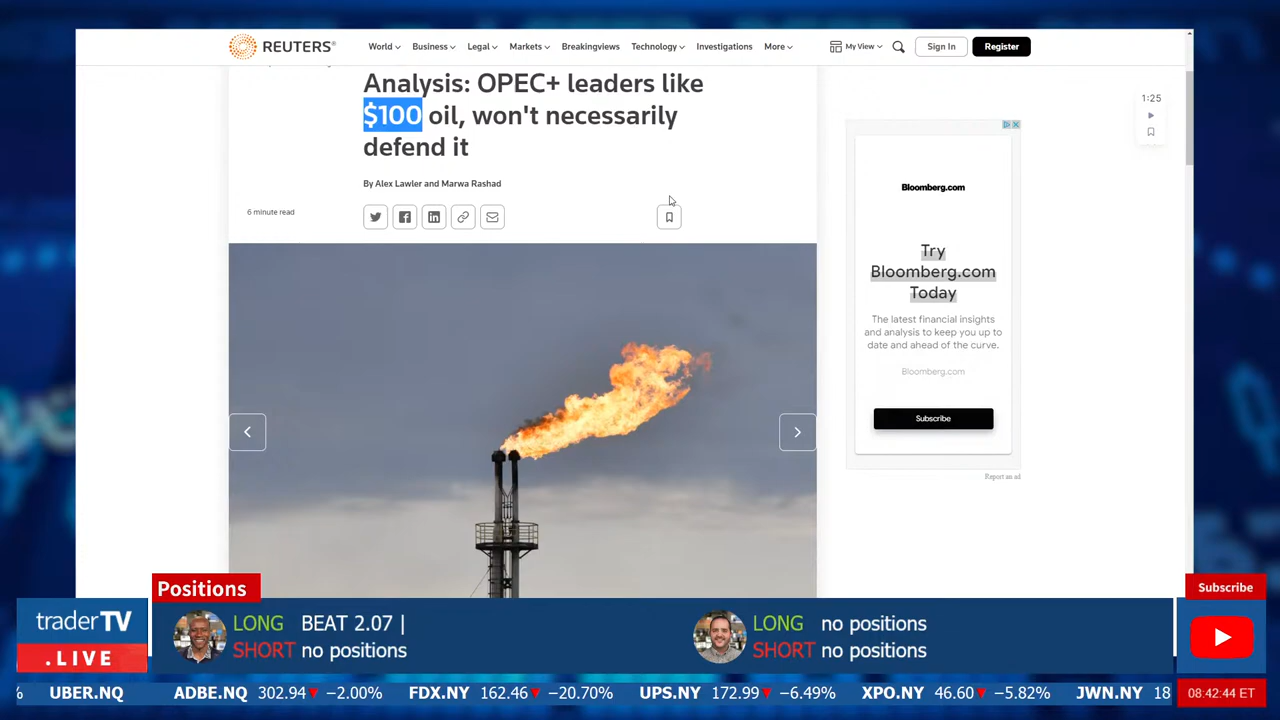 REUTERS®
World
Business
Legal
Markets
Breakingviews
Technology
Investigations
More
My View
Sign In
Register
Analysis: OPEC+ leaders like
$100 oil, won't necessarily
defend it
By Alex Lawler and Marwa Rashad
6 minute read
1:25
Bloomberg.com
Try
Bloomberg.com
Today
The latest financial insights
and analysis to keep you up to
date and ahead of the curve.
Bloomberg.com
Subscribe
Report an ad
Positions
Subscribe
traderTV
.LIVE
LONG BEAT 2.07 |
SHORT no positions
LONG no positions
SHORT no positions
% UBER.NQ ADBE.NQ 302.94 −2.00% FDX.NY 162.46 −20.70% UPS.NY 172.99 −6.49% XPO.NY 46.60 −5.82% JWN.NY 18
08:42:44 ET